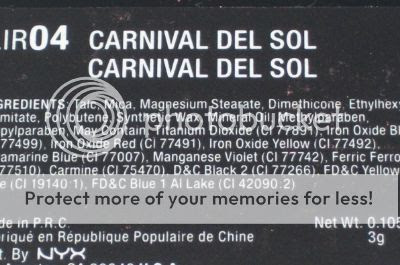 IR04 CARNIVAL DEL SOL
CARNIVAL DEL SOL
GREDIENTS: Talc, Mica, Magnesium Stearate, Dimethicone, Ethylhex
mitate, Polybutene, Synthetic Wax, Mineral Oil, Methylparaben,
pylparaben, May Contain: Titanium Dioxide (CI 77891), Iron Oxide Bl
77499), Iron Oxide Red (CI 77491), Iron Oxide Yellow (CI 77492),
amarine Blue (CI 77007), Manganese Violet (CI 77742), Ferric Ferro
77510), Carmine (CI 75470), D&C Black 2 (CI 77266), FD&C Yellow
(CI 19140:1), FD&C Blue 1 Al Lake (CI 42090:2)
photobucket
Protect more of your memories for less!
ade in P.R.C. Net Wt. 0.105
riqué en République Populaire de Chine 3g
t. By NYX